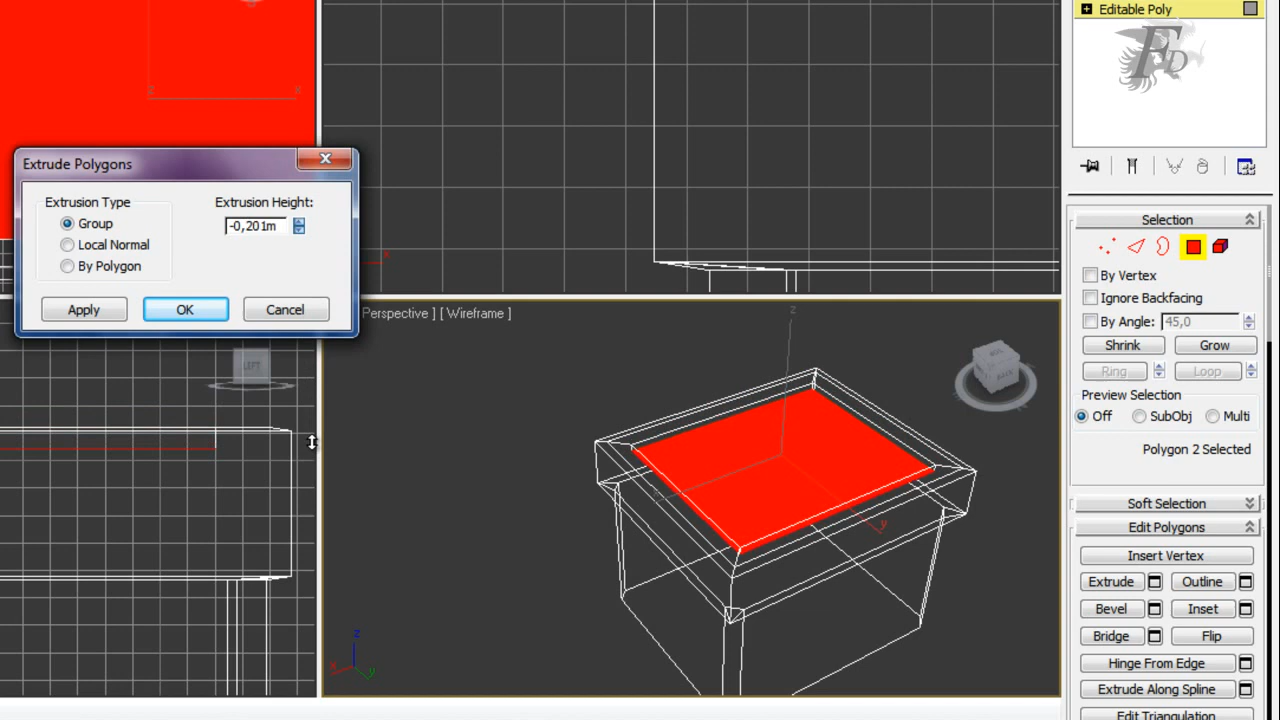 Editable Poly
FD
z
x
Extrude Polygons
Extrusion Type
Group
Local Normal
By Polygon
Extrusion Height:
-0,201m
Apply
OK
Cancel
x
Perspective ] [ Wireframe ]
z
LEFT
BACK
y
z
x
y
Selection
By Vertex
Ignore Backfacing
By Angle:
45,0
Shrink
Grow
Ring
Loop
Preview Selection
Off
SubObj
Multi
Polygon 2 Selected
Soft Selection
Edit Polygons
Insert Vertex
Extrude
Outline
Bevel
Inset
Bridge
Flip
Hinge From Edge
Extrude Along Spline
Edit Triangulation